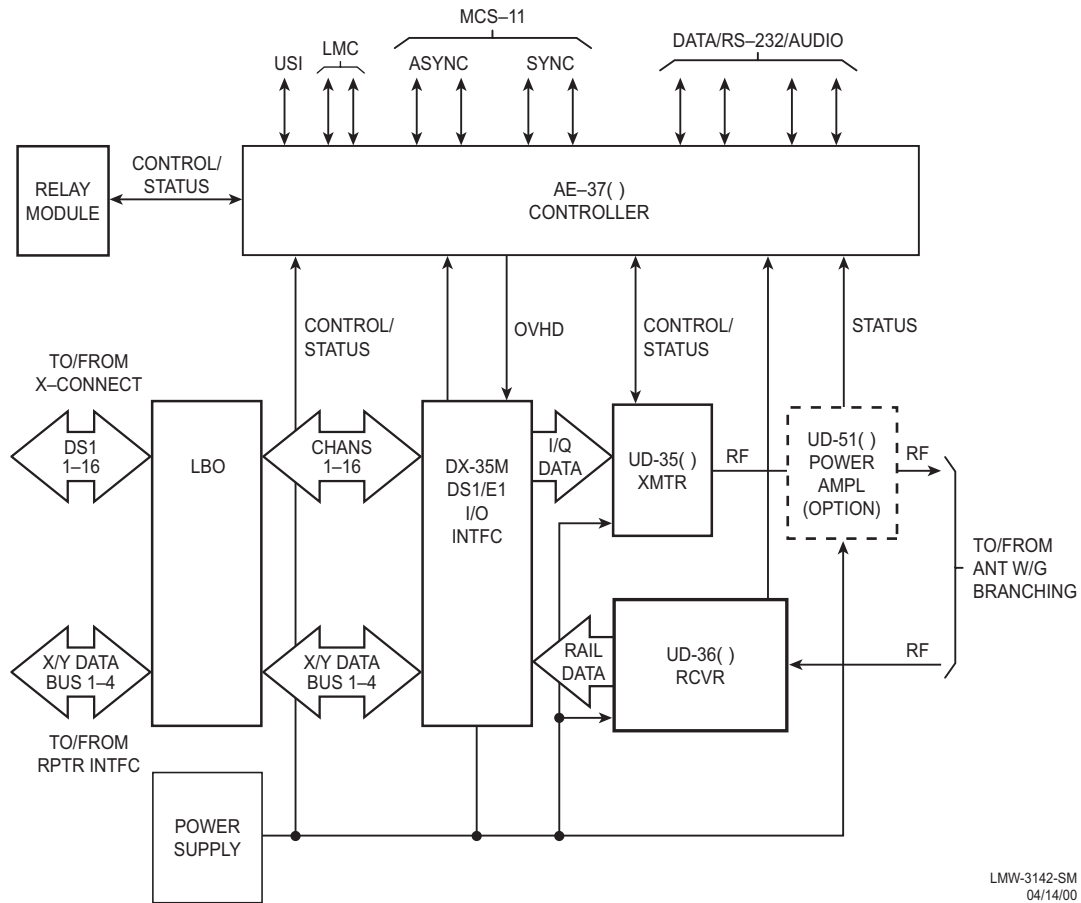 MCS–11
LMC
DATA/RS–232/AUDIO
USI
ASYNC
SYNC
CONTROL/
STATUS
RELAY
MODULE
AE–37( )
CONTROLLER
CONTROL/
STATUS
OVHD
CONTROL/
STATUS
STATUS
TO/FROM
X–CONNECT
DS1
1–16
LBO
CHANS
1–16
DX-35M
DS1/E1
I/O
INTFC
I/Q
DATA
UD-35( )
XMTR
RF
UD-51( )
POWER
AMPL
(OPTION)
RF
TO/FROM
ANT W/G
BRANCHING
X/Y DATA
BUS 1–4
X/Y DATA
BUS 1–4
RAIL
DATA
UD-36( )
RCVR
RF
TO/FROM
RPTR INTFC
POWER
SUPPLY
LMW-3142-SM
04/14/00